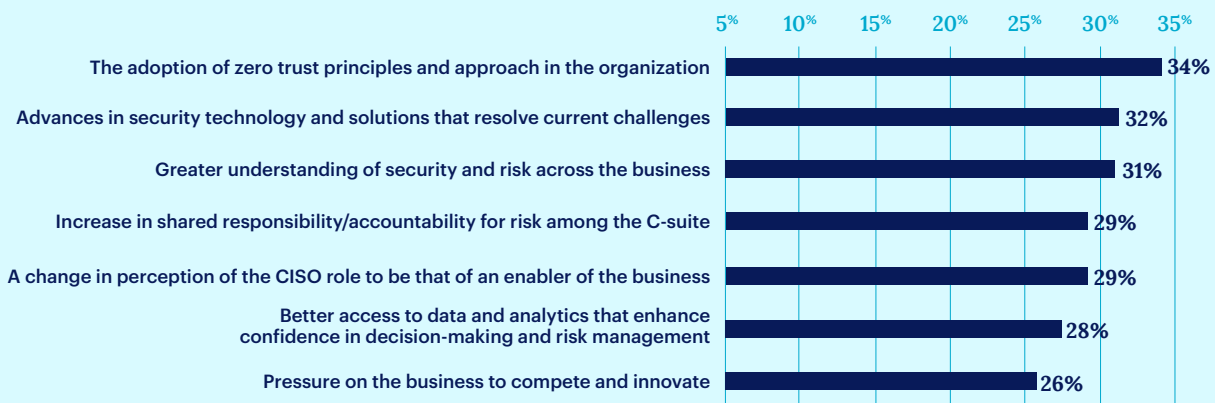 5% 10% 15% 20% 25% 30% 35%
The adoption of zero trust principles and approach in the organization 34%
Advances in security technology and solutions that resolve current challenges 32%
Greater understanding of security and risk across the business 31%
Increase in shared responsibility/accountability for risk among the C-suite 29%
A change in perception of the CISO role to be that of an enabler of the business 29%
Better access to data and analytics that enhance
confidence in decision-making and risk management 28%
Pressure on the business to compete and innovate 26%